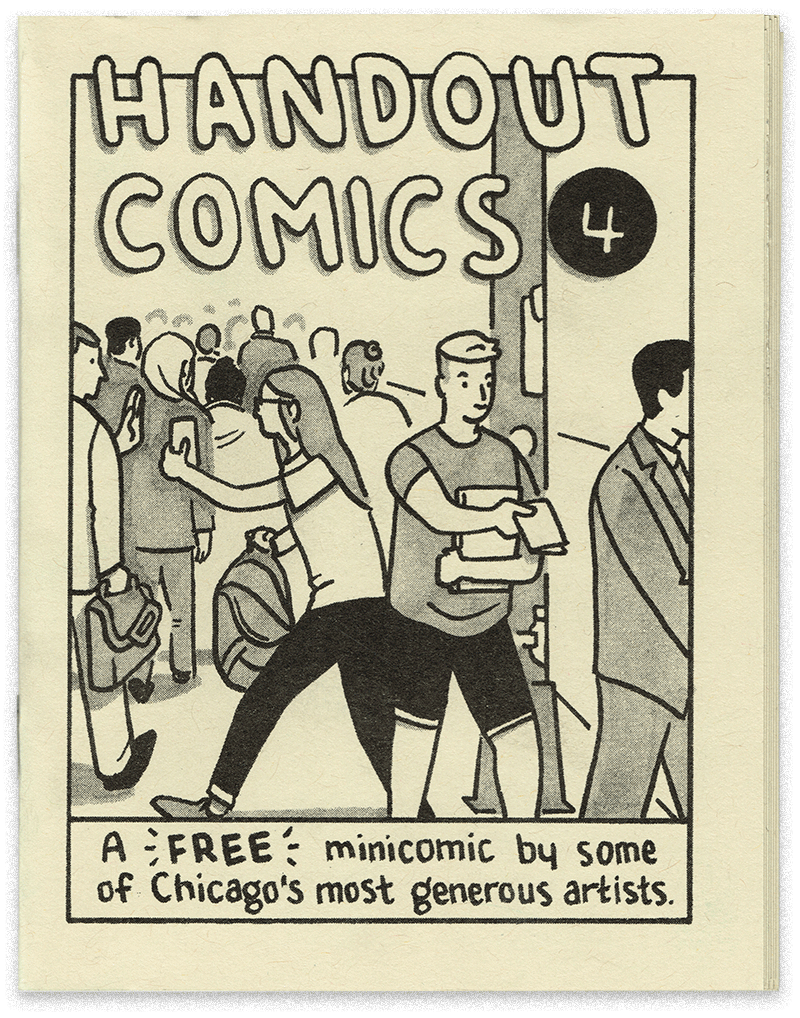 HANDOUT
COMICS
4
A FREE minicomic by some
of Chicago's most generous artists.